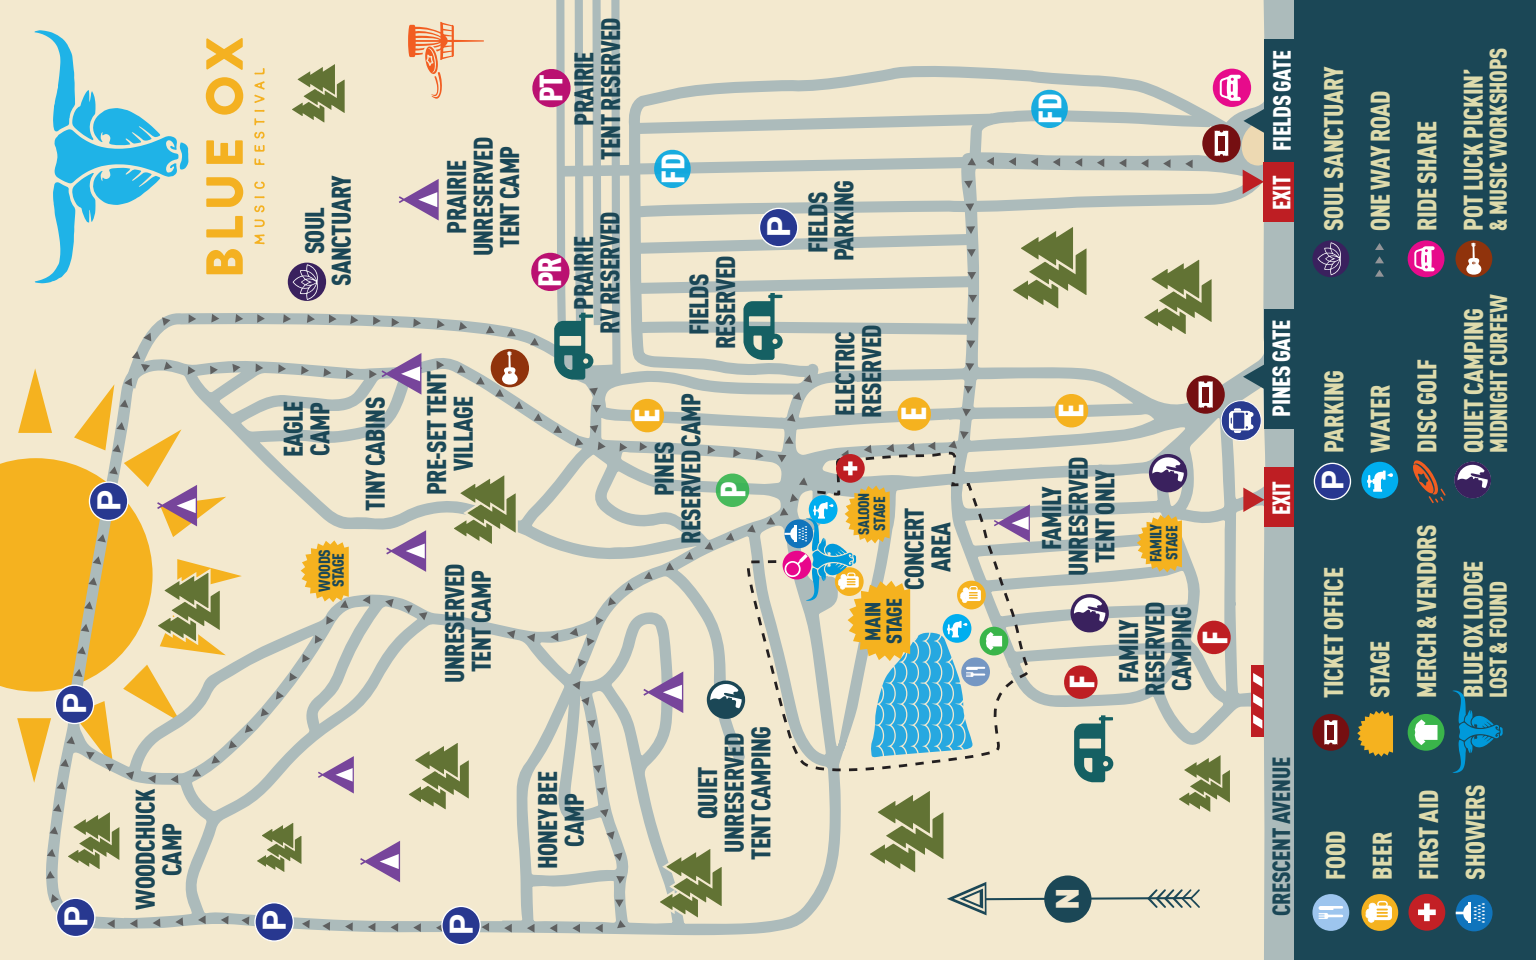 BLUE OX
MUSIC FESTIVAL
SOUL
SANCTUARY
PRAIRIE
UNRESERVED
TENT CAMP
PT
PRAIRIE
TENT RESERVED
PR
PRAIRIE
RV RESERVED
FD
FD
P
FIELDS
PARKING
FIELDS
RESERVED
ELECTRIC
RESERVED
E
E
E
EAGLE
CAMP
TINY CABINS
PRE-SET TENT
VILLAGE
PINES
RESERVED CAMP
P
P
P
P
P
P
WOODS
STAGE
UNRESERVED
TENT CAMP
WOODCHUCK
CAMP
HONEY BEE
CAMP
QUIET
UNRESERVED
TENT CAMPING
SALOON
STAGE
CONCERT
AREA
MAIN
STAGE
FAMILY
UNRESERVED
TENT ONLY
FAMILY
STAGE
FAMILY
RESERVED
CAMPING
F
F
N
CRESCENT AVENUE
EXIT
PINES GATE
EXIT
FIELDS GATE
FOOD
BEER
FIRST AID
SHOWERS
TICKET OFFICE
STAGE
MERCH & VENDORS
BLUE OX LODGE
LOST & FOUND
P
PARKING
WATER
DISC GOLF
QUIET CAMPING
MIDNIGHT CURFEW
SOUL SANCTUARY
ONE WAY ROAD
RIDE SHARE
POT LUCK PICKIN'
& MUSIC WORKSHOPS